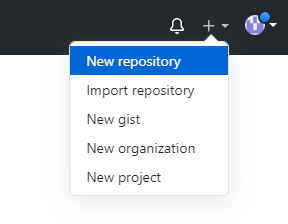 New repository
Import repository
New gist
New organization
New project